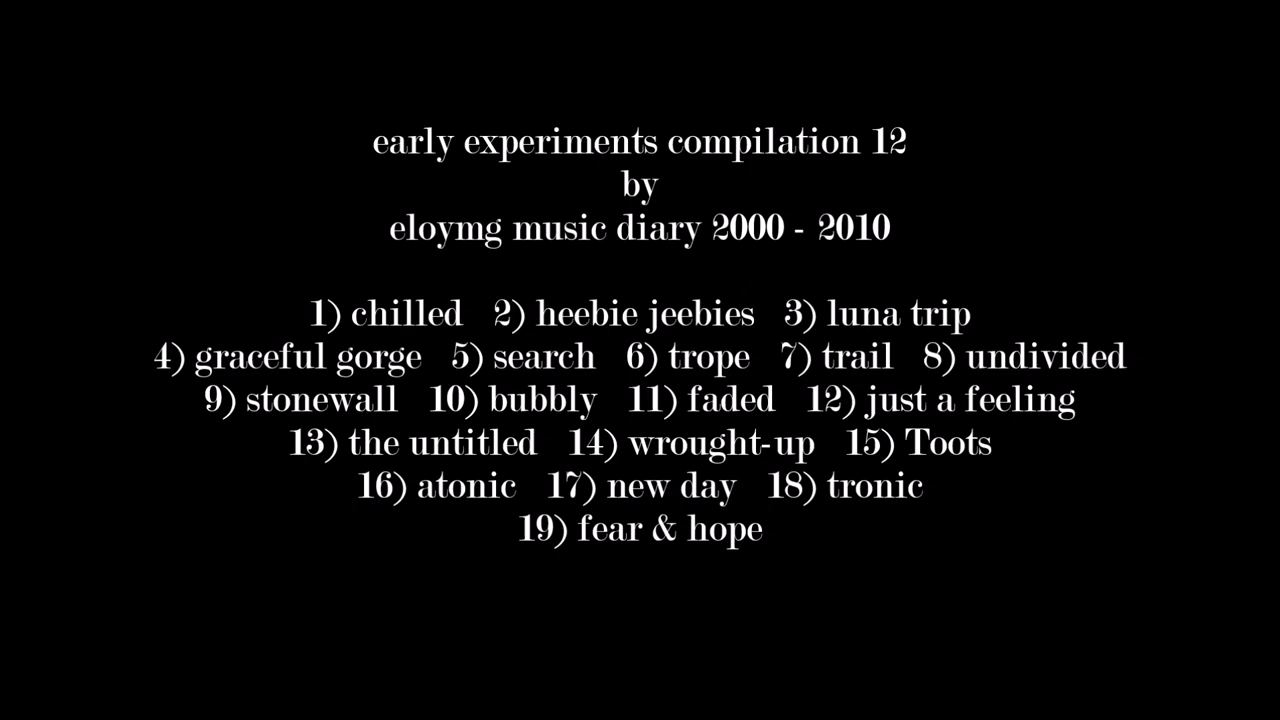 early experiments compilation 12
by
eloymg music diary 2000 - 2010
1) chilled 2) heebie jeebies 3) luna trip
4) graceful gorge 5) search 6) trope 7) trail 8) undivided
9) stonewall 10) bubbly 11) faded 12) just a feeling
13) the untitled 14) wrought-up 15) Toots
16) atonic 17) new day 18) tronic
19) fear & hope